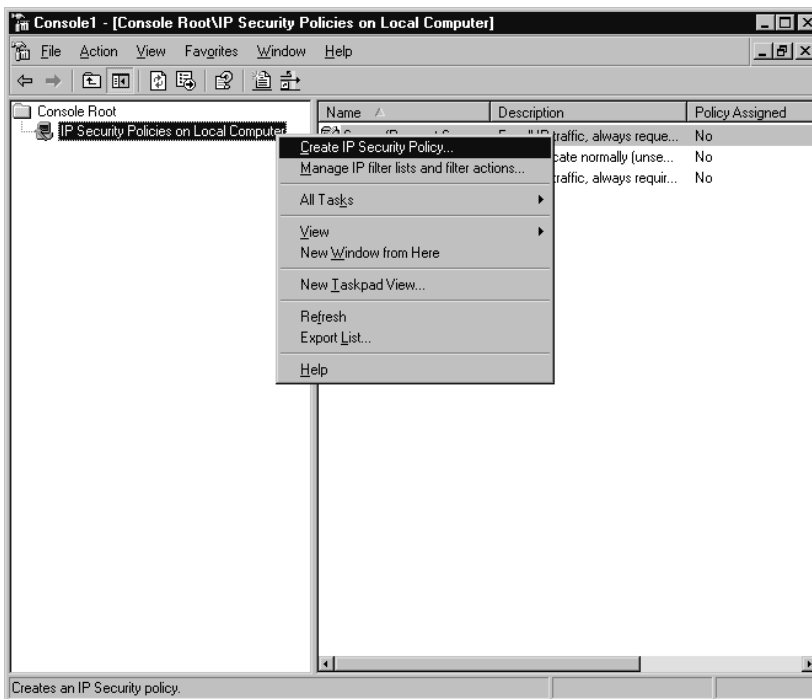 Console1 - [Console Root\IP Security Policies on Local Computer]
File Action View Favorites Window Help
Console Root
IP Security Policies on Local Computer
Name Description Policy Assigned
traffic, always reque... No
cate normally (unse... No
traffic, always requir... No
Create IP Security Policy...
Manage IP filter lists and filter actions...
All Tasks
View
New Window from Here
New Taskpad View...
Refresh
Export List...
Help
Creates an IP Security policy.